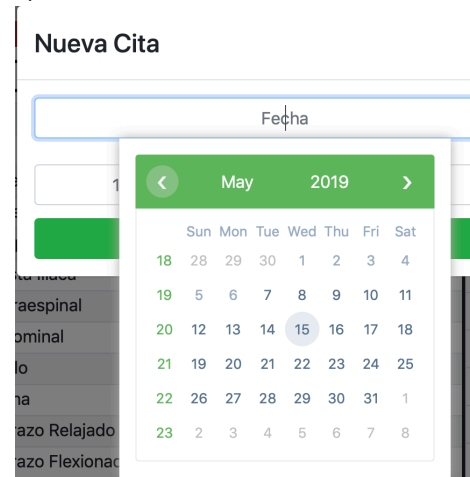 Nueva Cita
Fecha
1
May 2019
Sun Mon Tue Wed Thu Fri Sat
18 28 29 30 1 2 3 4
19 5 6 7 8 9 10 11
20 12 13 14 15 16 17 18
21 19 20 21 22 23 24 25
22 26 27 28 29 30 31 1
23 2 3 4 5 6 7 8
raespinal
ominal
lo
na
razo Relajado
razo Flexionad